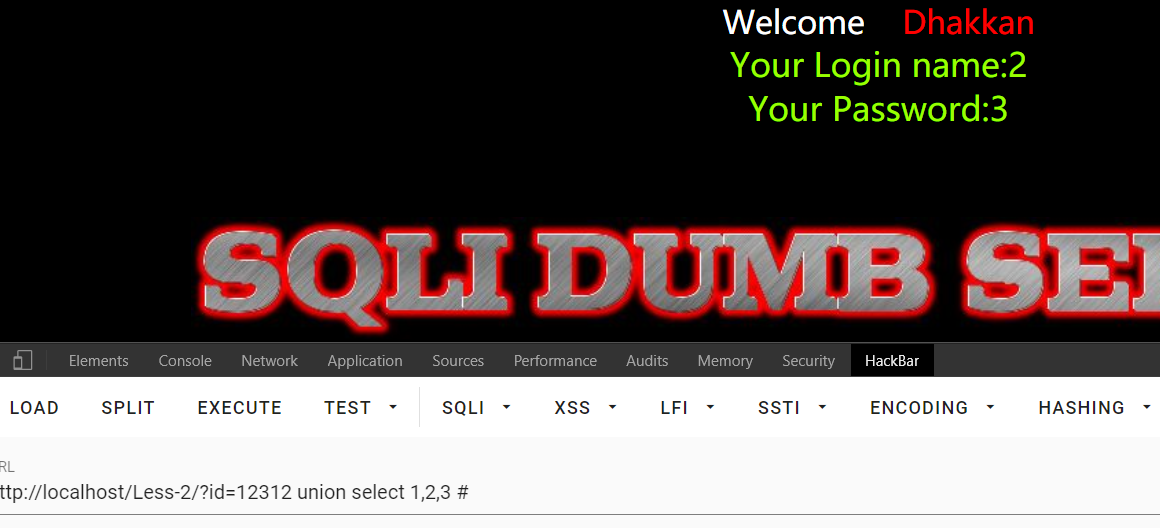 Welcome Dhakkan
Your Login name:2
Your Password:3
SQLI DUMB SE
Elements Console Network Application Sources Performance Audits Memory Security HackBar
LOAD SPLIT EXECUTE TEST SQLI XSS LFI SSTI ENCODING HASHING
RL
ttp://localhost/Less-2/?id=12312 union select 1,2,3 #